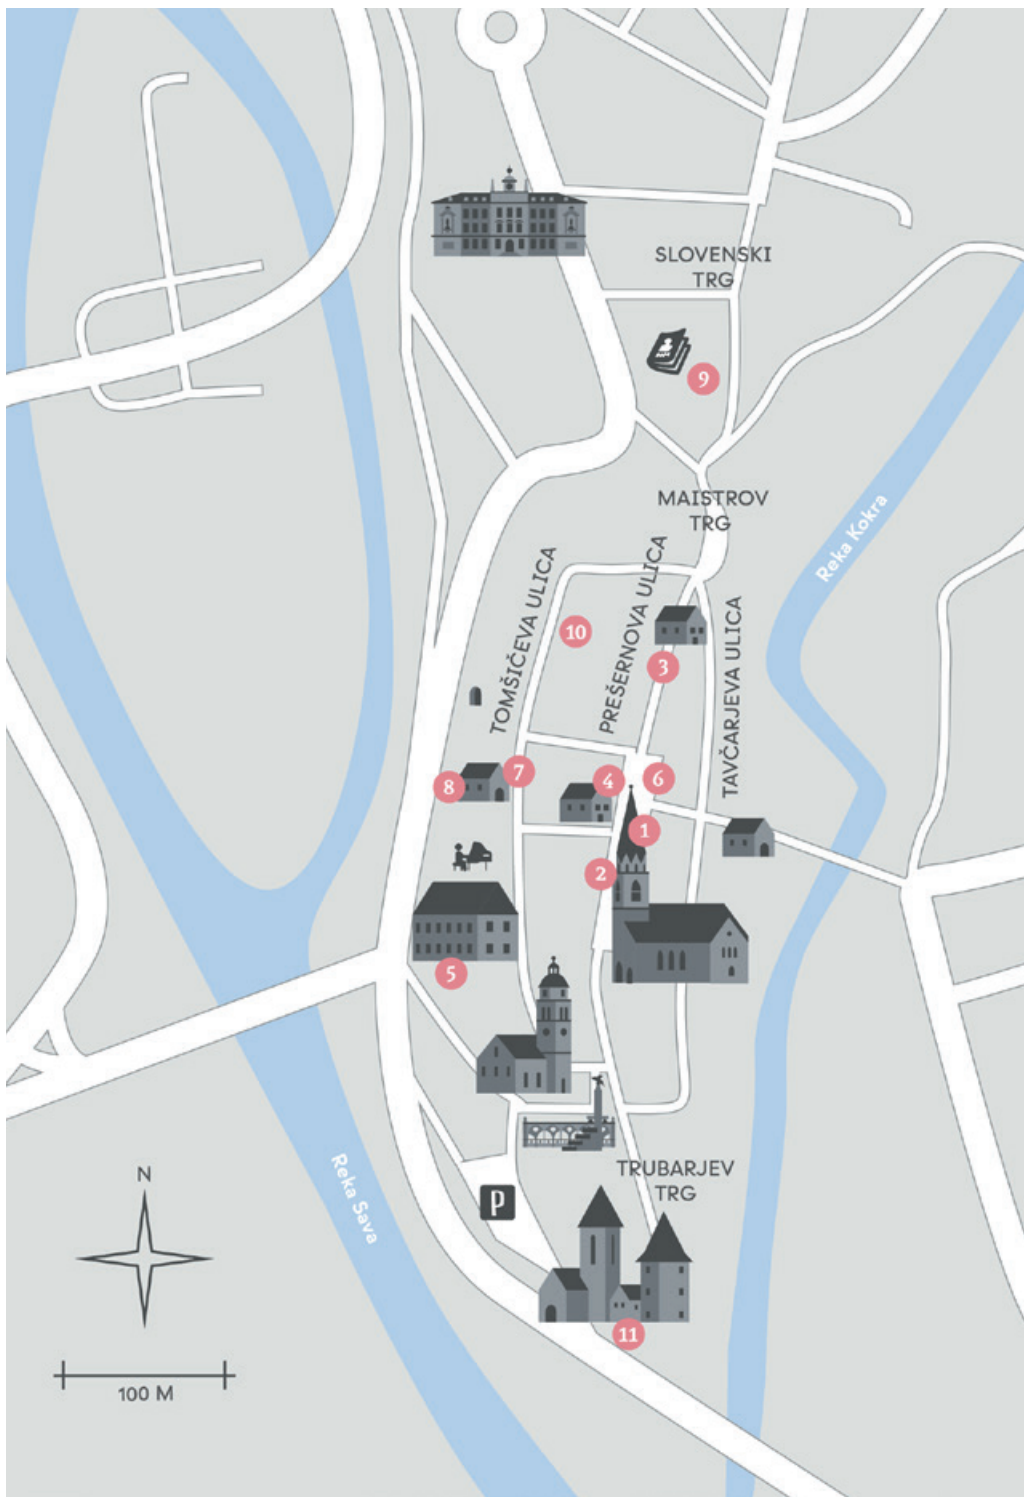 SLOVENSKI
TRG
9
MAISTROV
TRG
Reka Kokra
TOMŠIČEVA ULICA
PREŠERNOVA ULICA
TAVČARJEVA ULICA
10
3
7
8
4
6
1
2
5
N
Reka Sava
TRUBARJEV
TRG
P
11
100 M